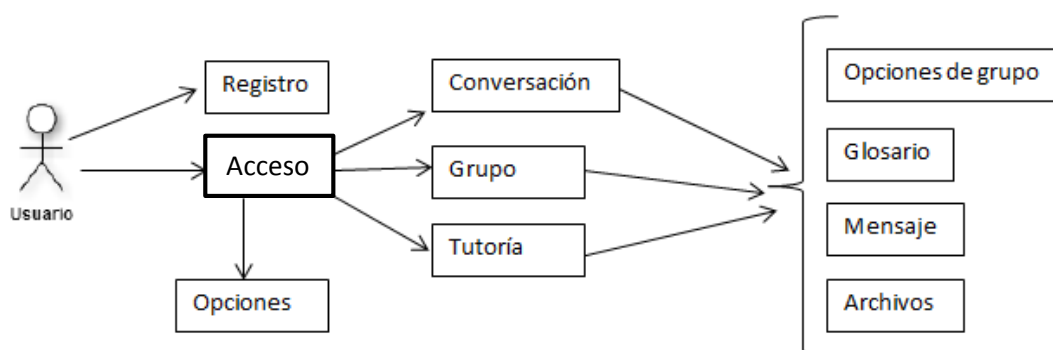 Usuario
Registro
Acceso
Opciones
Conversación
Grupo
Tutoría
Opciones de grupo
Glosario
Mensaje
Archivos